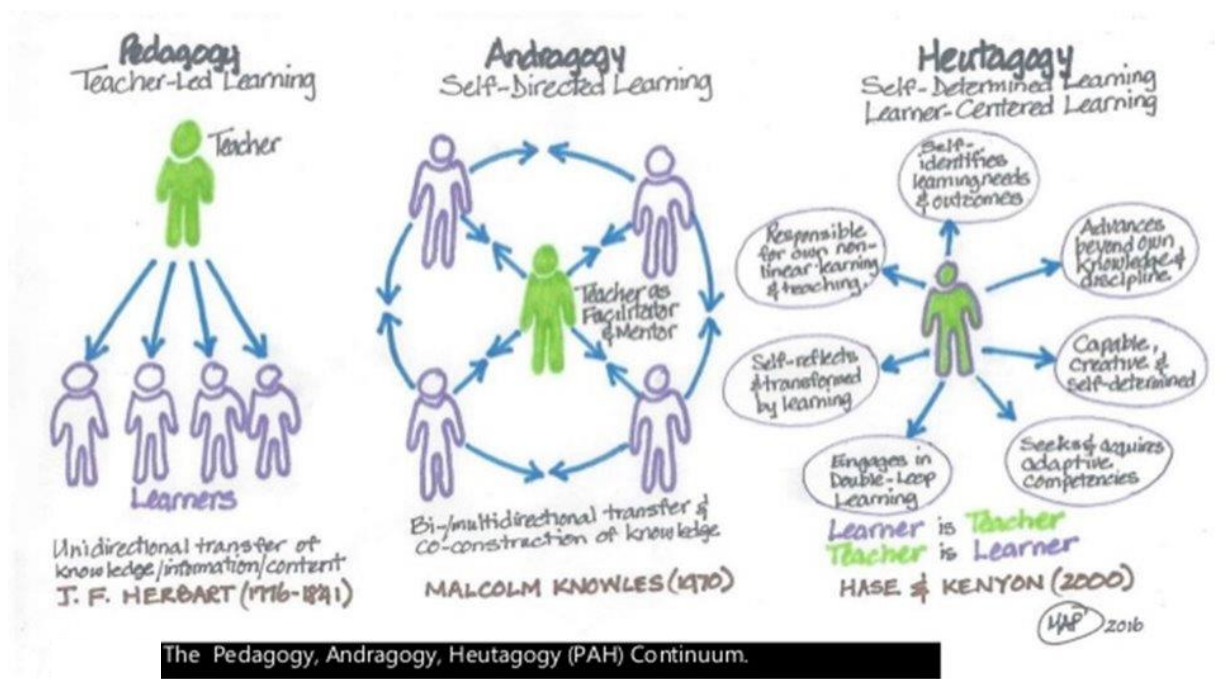 Pedagogy
Teacher-Led Learning
Teacher
Learners
Unidirectional transfer of
knowledge/information/content
J. F. HERBART (1776-1841)
Andragogy
Self-Directed Learning
Teacher as
Facilitator
& Mentor
Bi-/multidirectional transfer &
co-construction of knowledge
MALCOLM KNOWLES (1970)
Heutagogy
Self-Determined Learning
Learner-Centered Learning
Self-
identifies
learning needs
& outcomes
Responsible
for own non-
linear learning
& teaching.
Advances
beyond own
knowledge &
discipline.
Self-reflects
& transformed
by learning
Capable,
creative &
self-determined
Engages in
Double-Loop
Learning
Seeks & acquires
adaptive
competencies
Learner is Teacher
Teacher is Learner
HASE & KENYON (2000)
2016
The Pedagogy, Andragogy, Heutagogy (PAH) Continuum.